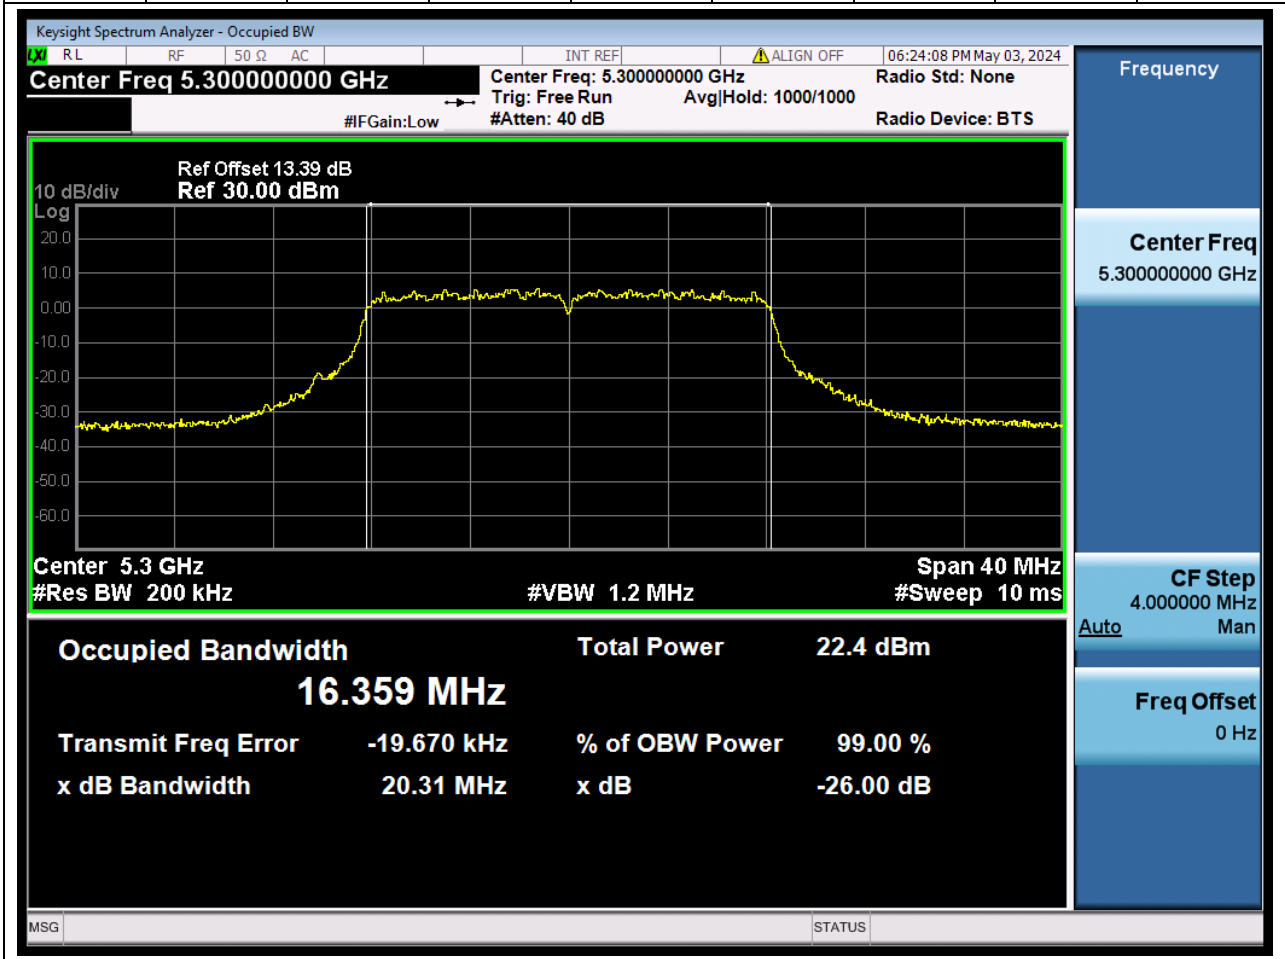 Keysight Spectrum Analyzer - Occupied BW
LXI RL RF 50 Ω AC INT REF ALIGN OFF 06:24:08 PM May 03, 2024
Center Freq 5.300000000 GHz
Center Freq: 5.300000000 GHz
Radio Std: None
Trig: Free Run Avg|Hold: 1000/1000
#IFGain:Low
#Atten: 40 dB
Radio Device: BTS
Ref Offset 13.39 dB
10 dB/div Ref 30.00 dBm
Log
20.0
10.0
0.00
-10.0
-20.0
-30.0
-40.0
-50.0
-60.0
Center 5.3 GHz Span 40 MHz
#Res BW 200 kHz #VBW 1.2 MHz #Sweep 10 ms
Occupied Bandwidth Total Power 22.4 dBm
16.359 MHz
Transmit Freq Error -19.670 kHz % of OBW Power 99.00 %
x dB Bandwidth 20.31 MHz x dB -26.00 dB
MSG STATUS
Frequency
Center Freq
5.300000000 GHz
CF Step
4.000000 MHz
Auto Man
Freq Offset
0 Hz